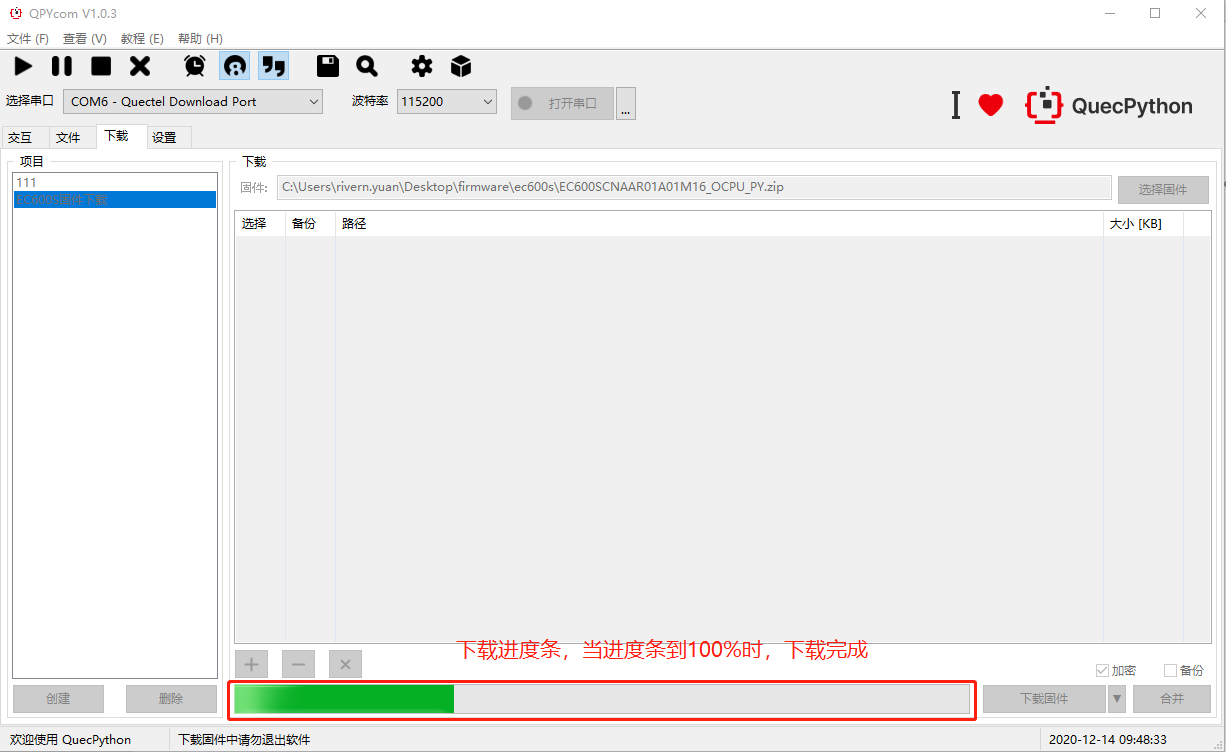 QPYcom V1.0.3
文件 (F) 查看 (V) 教程 (E) 帮助 (H)
选择串口 COM6 - Quectel Download Port 波特率 115200 打开串口 ...
I QuecPython
交互 文件 下载 设置
项目
111
EC600S固件下载
下载
固件: C:\Users\rivern.yuan\Desktop\firmware\ec600s\EC600SCNAAR01A01M16_OCPU_PY.zip 选择固件
选择 备份 路径 大小 [KB]
下载进度条，当进度条到100%时，下载完成
加密 备份
创建 删除 下载固件 合并
欢迎使用 QuecPython 下载固件中请勿退出软件 2020-12-14 09:48:33